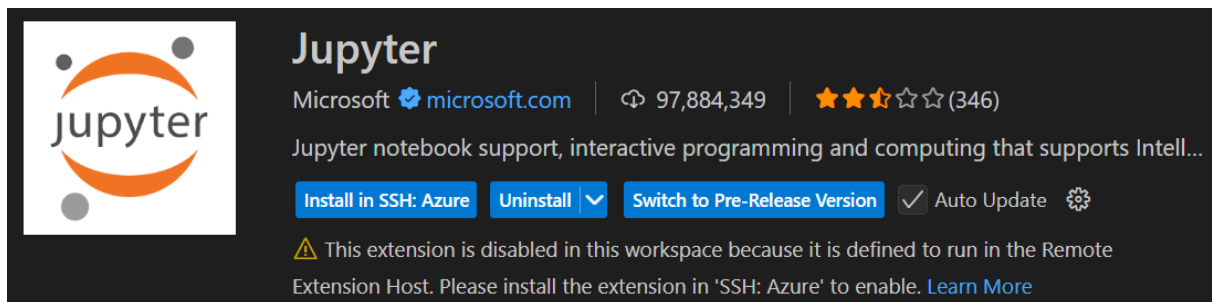 jupyter
Jupyter
Microsoft microsoft.com 97,884,349 (346)
Jupyter notebook support, interactive programming and computing that supports Intell...
Install in SSH: Azure Uninstall Switch to Pre-Release Version Auto Update
This extension is disabled in this workspace because it is defined to run in the Remote
Extension Host. Please install the extension in 'SSH: Azure' to enable. Learn More